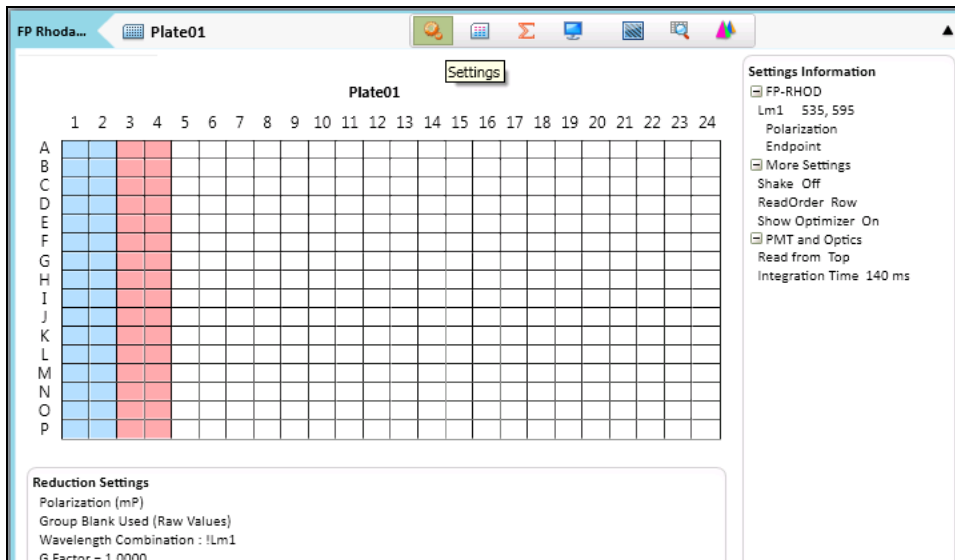 FP Rhoda... Plate01
Settings
Plate01
1 2 3 4 5 6 7 8 9 10 11 12 13 14 15 16 17 18 19 20 21 22 23 24
A
B
C
D
E
F
G
H
I
J
K
L
M
N
O
P
Settings Information
FP-RHOD
Lm1 535, 595
Polarization
Endpoint
More Settings
Shake Off
ReadOrder Row
Show Optimizer On
PMT and Optics
Read from Top
Integration Time 140 ms
Reduction Settings
Polarization (mP)
Group Blank Used (Raw Values)
Wavelength Combination : !Lm1
G Factor = 1.0000